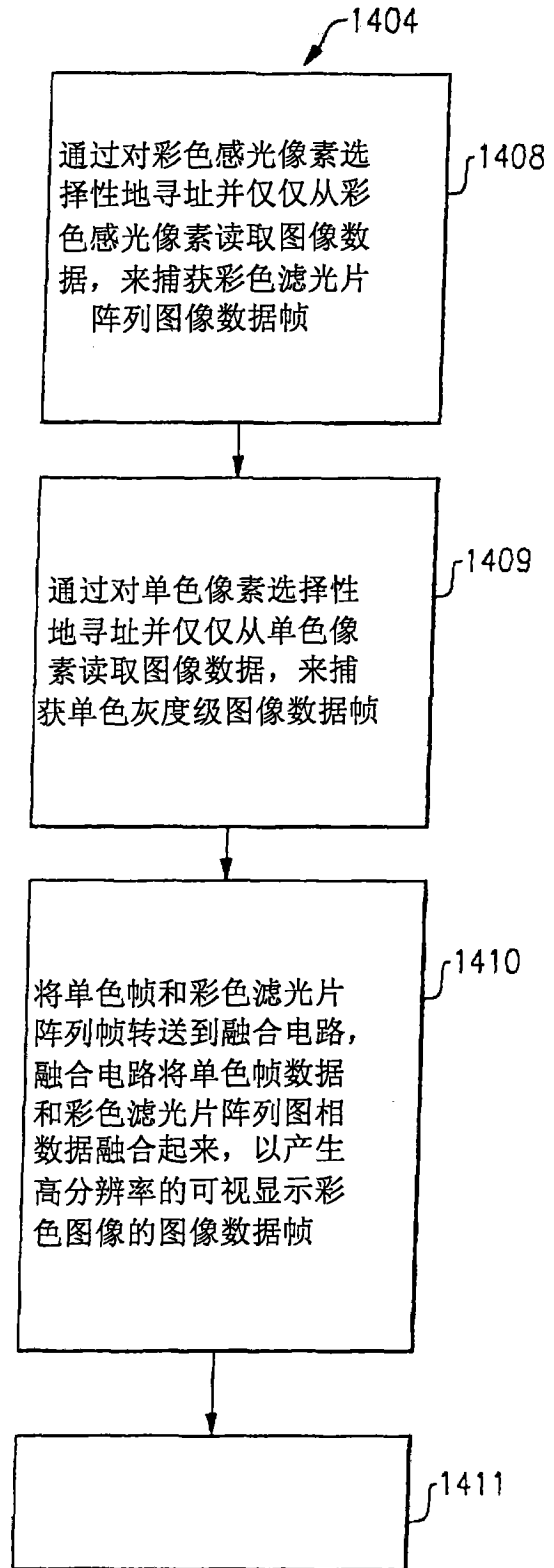 1404
通过对彩色感光像素选
择性地寻址并仅仅从彩
色感光像素读取图像数
据，来捕获彩色滤光片
阵列图像数据帧
1408
通过对单色像素选择性
地寻址并仅仅从单色像
素读取图像数据，来捕
获单色灰度级图像数据帧
1409
将单色帧和彩色滤光片
阵列帧转送到融合电路，
融合电路将单色帧数据
和彩色滤光片阵列图相
数据融合起来，以产生
高分辨率的可视显示彩
色图像的图像数据帧
1410
1411